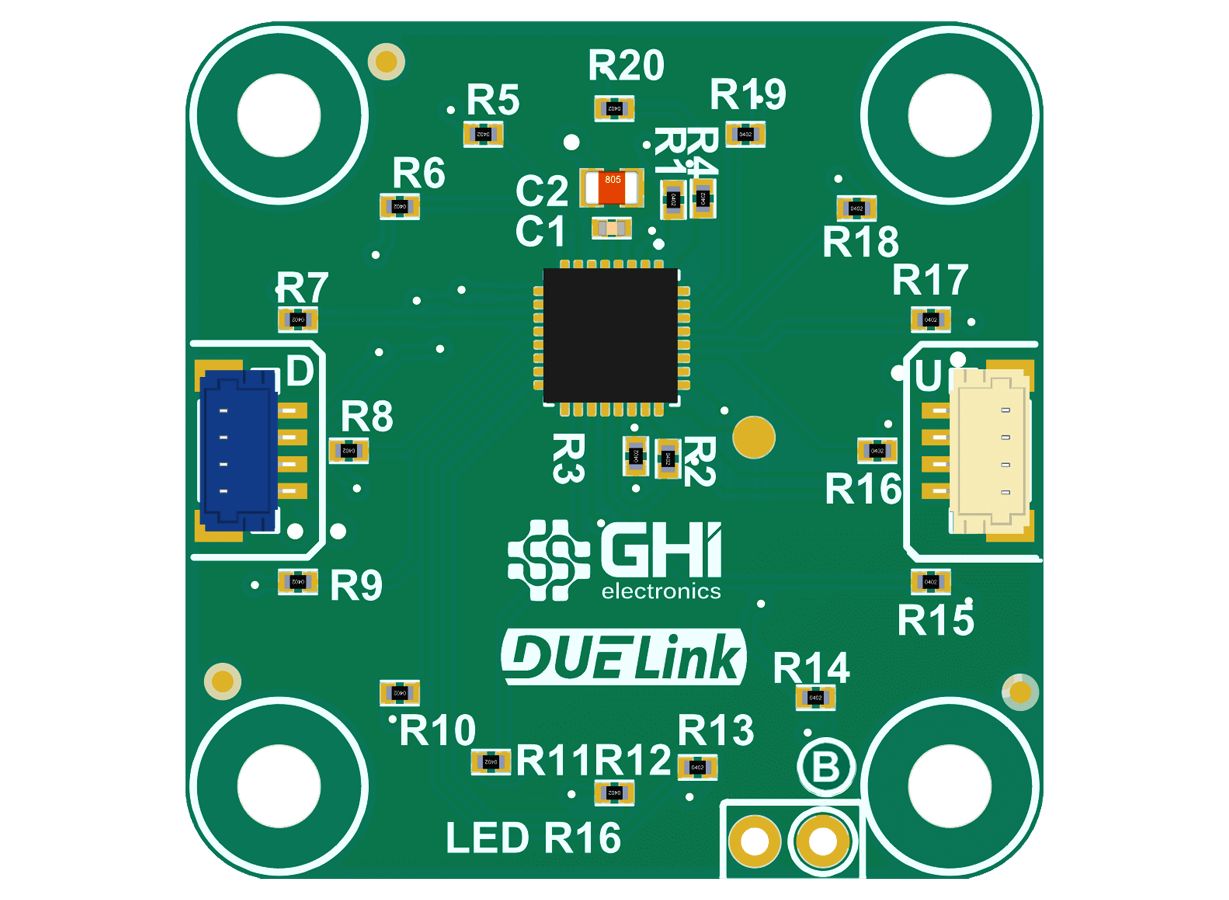 R20
R5
R19
R1
R4
R6
C2
805
C1
R18
R17
R7
D
U
R8
R3
R2
R16
GHI
electronics
R9
R15
DUELink
R14
R10
R11
R12
R13
B
LED R16